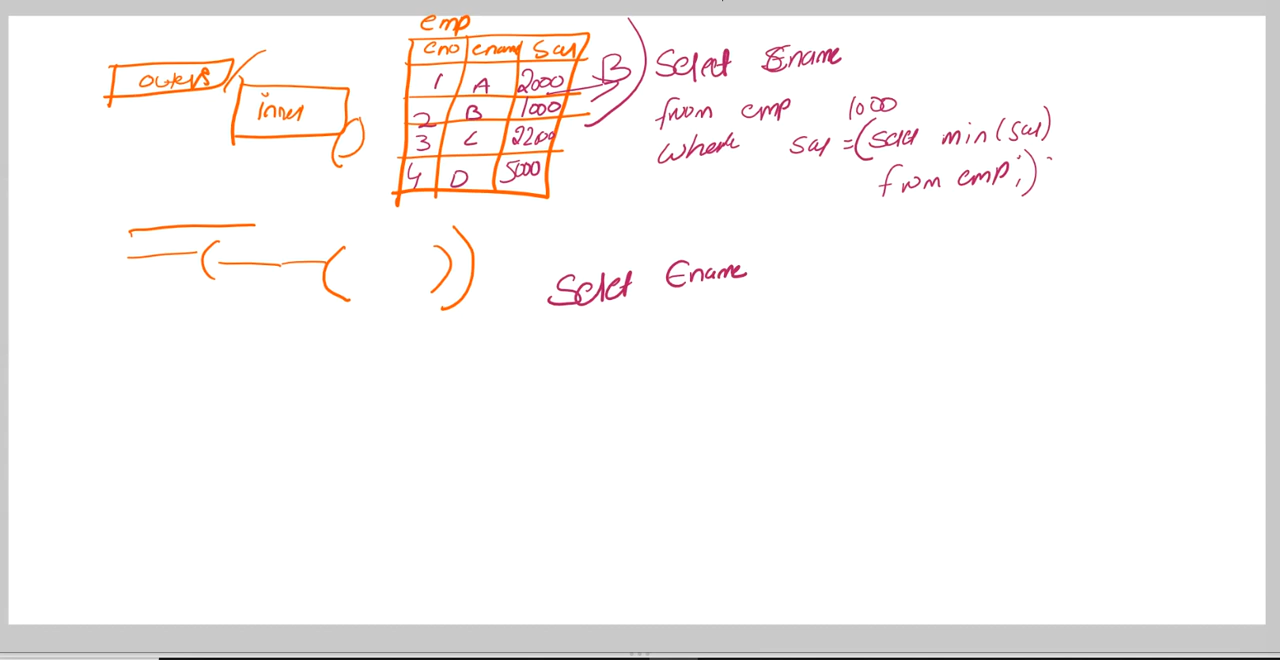 emp
eno ename Sal
1 A 2000
2 B 1000
3 C 2200
4 D 5000
outer
inner
B
Select Ename
from emp 1000
where sal =(select min(sal)
from emp;);
Select Ename